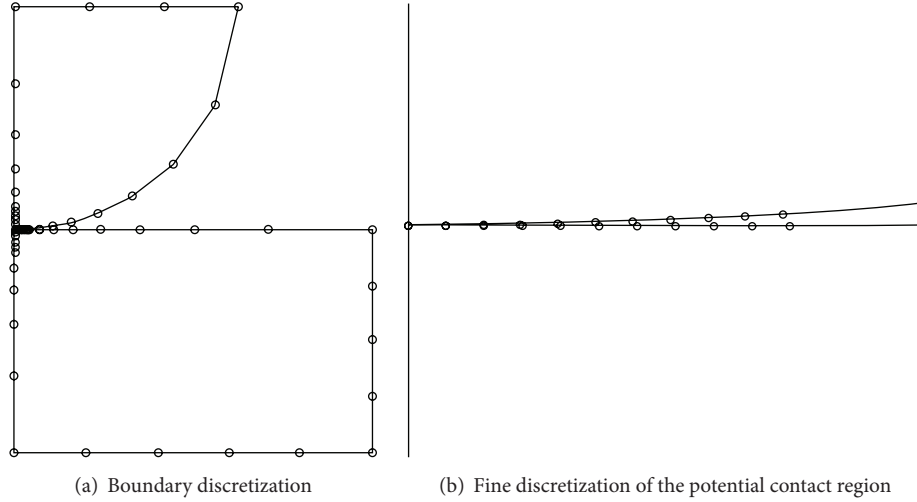 (a) Boundary discretization
(b) Fine discretization of the potential contact region